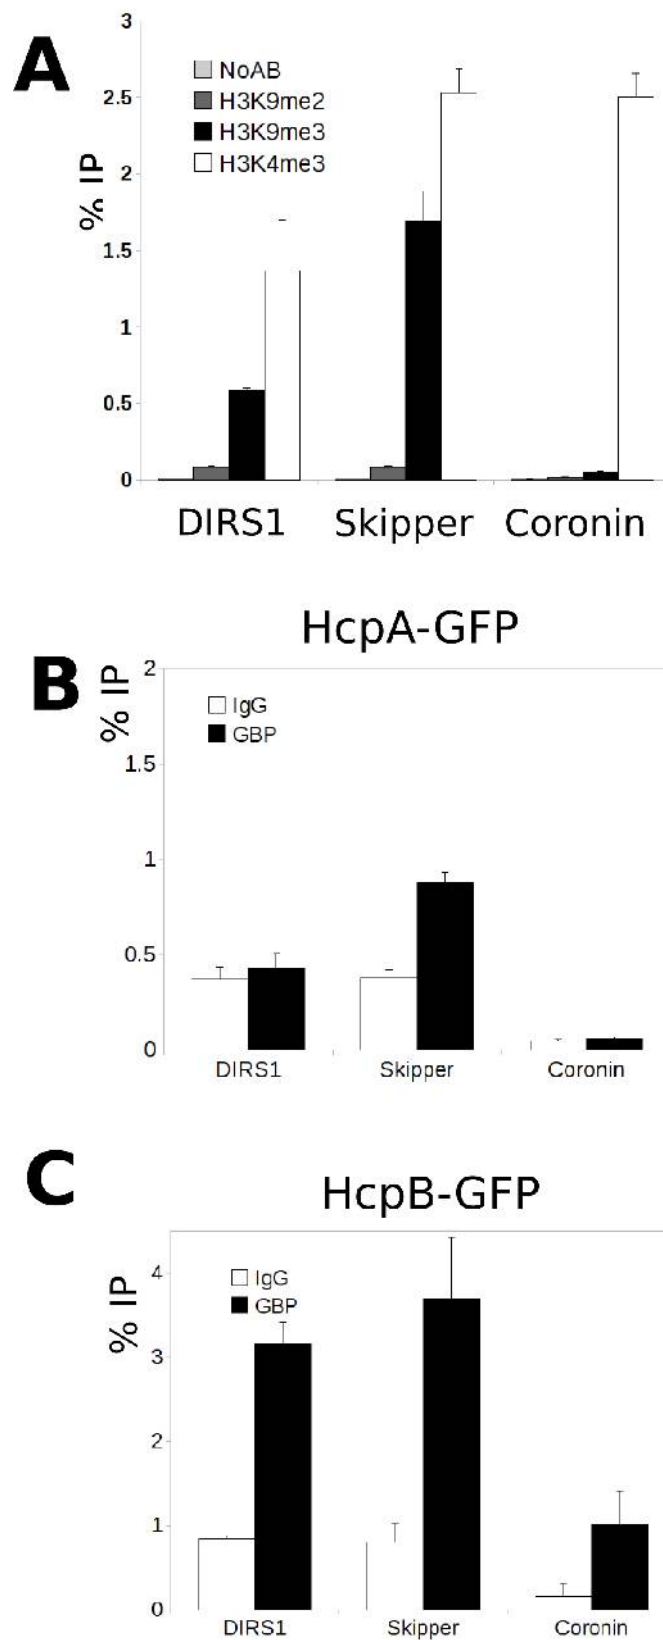 A
% IP
3
2.5
2
1.5
1
0.5
0
NoAB
H3K9me2
H3K9me3
H3K4me3
DIRS1 Skipper Coronin
HcpA-GFP
B
% IP
2
1.5
1
0.5
0
IgG
GBP
DIRS1 Skipper Coronin
C
HcpB-GFP
% IP
4
3
2
1
0
IgG
GBP
DIRS1 Skipper Coronin